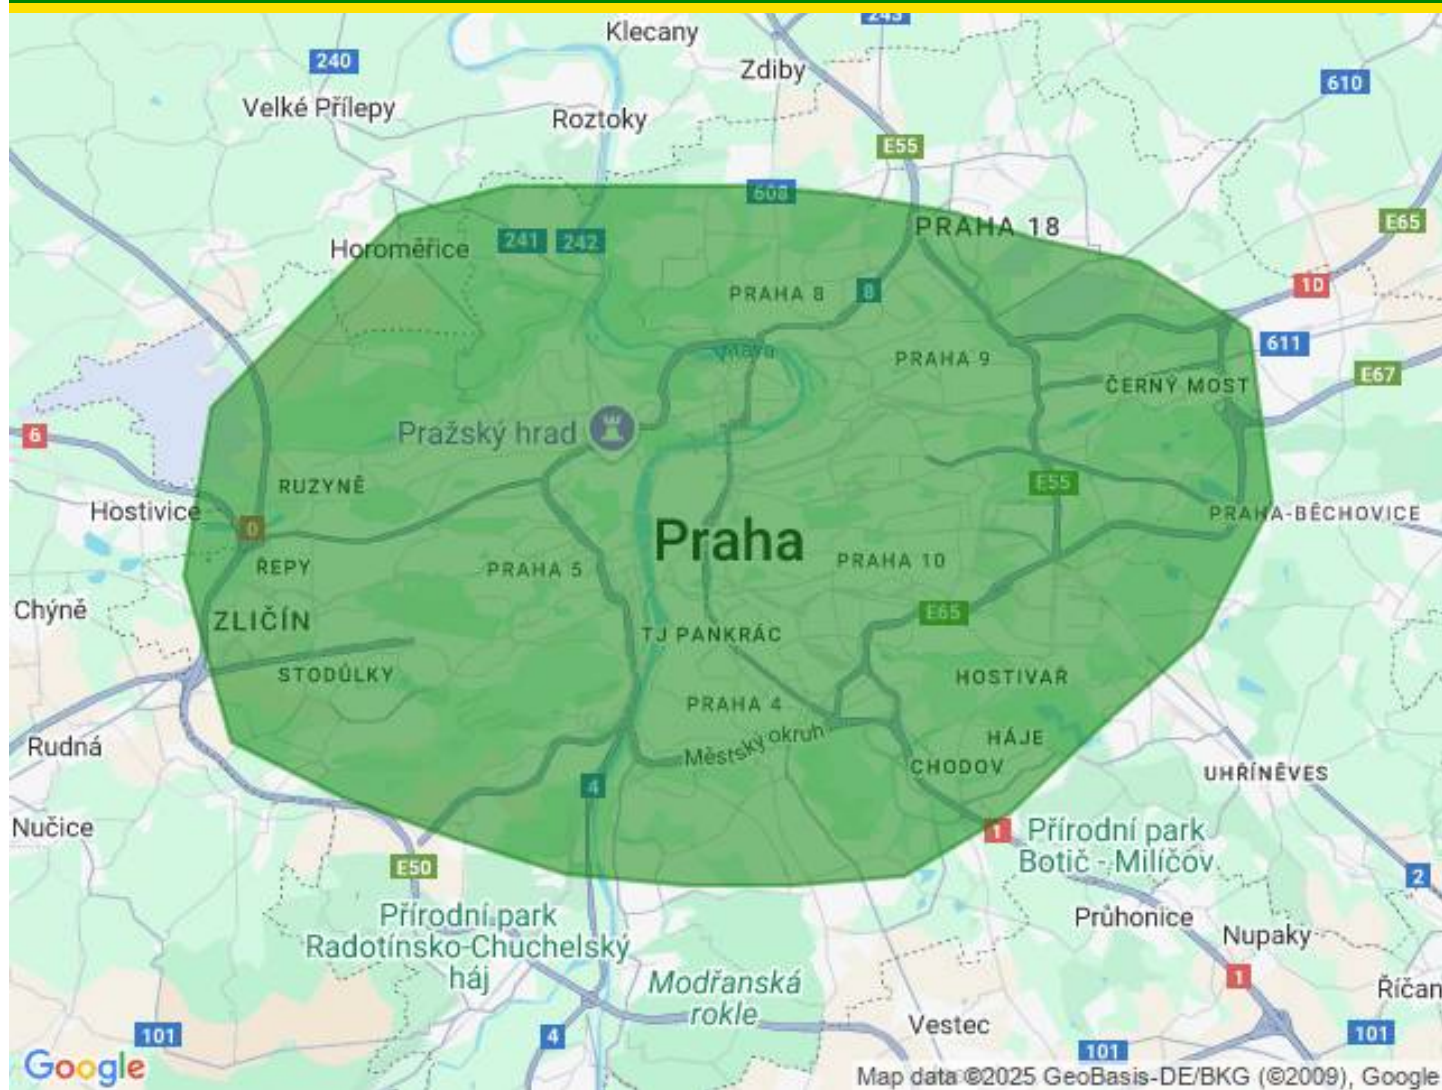 243
Klecany
240
Zdiby
610
Velké Přílepy
Roztoky
E55
608
PRAHA 18
E65
Horoměřice
241
242
10
PRAHA 8
8
611
PRAHA 9
E67
ČERNÝ MOST
6
Pražský hrad
RUZYNĚ
E55
Hostivice
0
PRAHA-BĚCHOVICE
Praha
ŘEPY
PRAHA 5
PRAHA 10
Chýně
E65
ZLIČÍN
TJ PANKRÁC
STODŮLKY
HOSTIVAŘ
PRAHA 4
Rudná
Městský okruh
HÁJE
CHODOV
UHŘÍNĚVES
4
Nučice
1
Přírodní park
Botič - Milíčov
E50
2
Přírodní park
Radotínsko-Chuchelský
háj
Průhonice
Nupaky
Modřanská
rokle
1
Říčan
Vestec
101
4
101
101
Google
Map data ©2025 GeoBasis-DE/BKG (©2009), Google